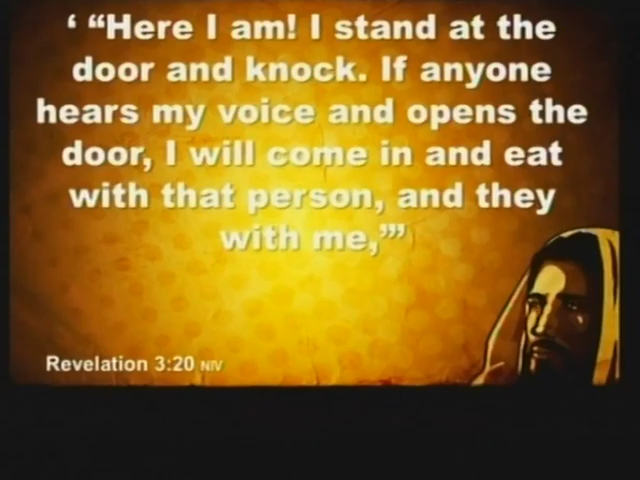 ‘ “Here I am! I stand at the
door and knock. If anyone
hears my voice and opens the
door, I will come in and eat
with that person, and they
with me,”’
Revelation 3:20 NIV